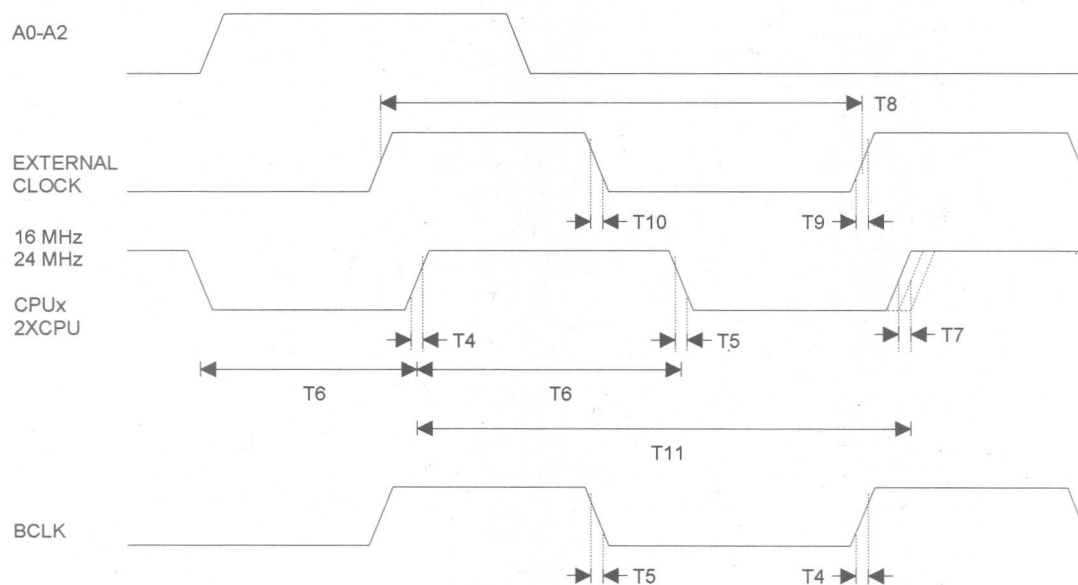 A0-A2
T8
EXTERNAL
CLOCK
T10
T9
16 MHz
24 MHz
CPUx
2XCPU
T4
T5
T7
T6
T6
T11
BCLK
T5
T4